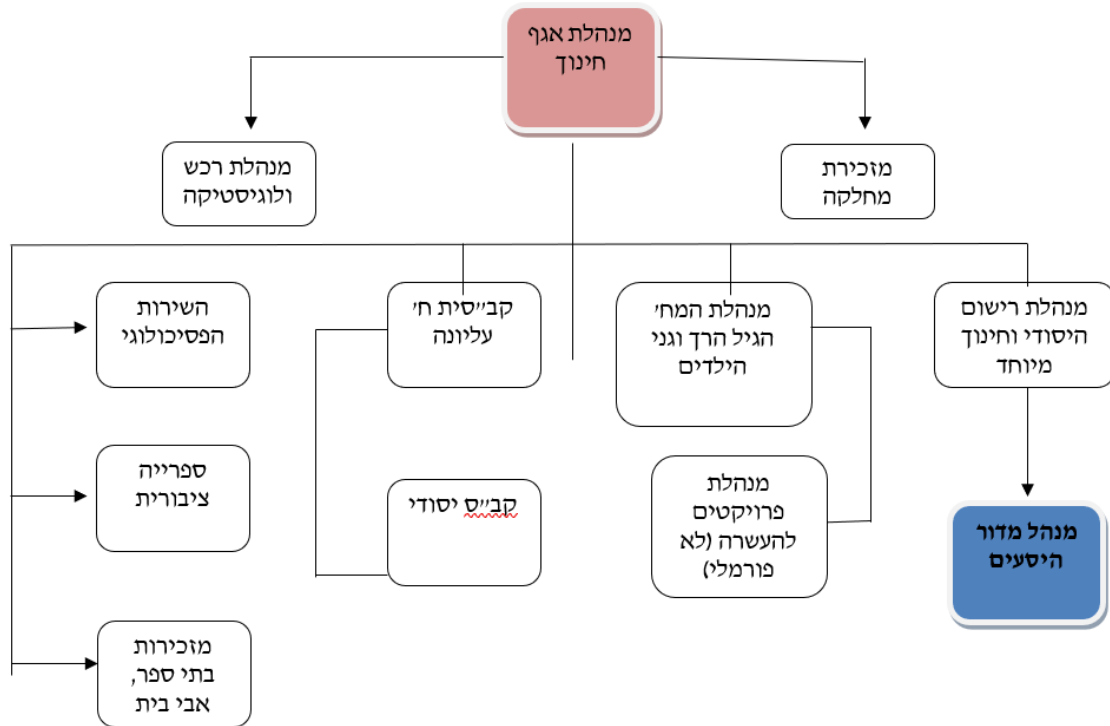 מנהלת אגף
חינוך
מזכירת
מחלקה
מנהלת רכש
ולוגיסטיקה
מנהלת רישום
היסודי וחינוך
מיוחד
מנהלת המח׳
הגיל הרך וגני
הילדים
קב״סית ח׳
עליונה
השירות
הפסיכולוגי
מנהל מדור
היסעים
מנהלת
פרויקטים
להעשרה (לא
פורמלי)
קב״ס יסודי
ספרייה
ציבורית
מזכירות
בתי ספר,
אבי בית